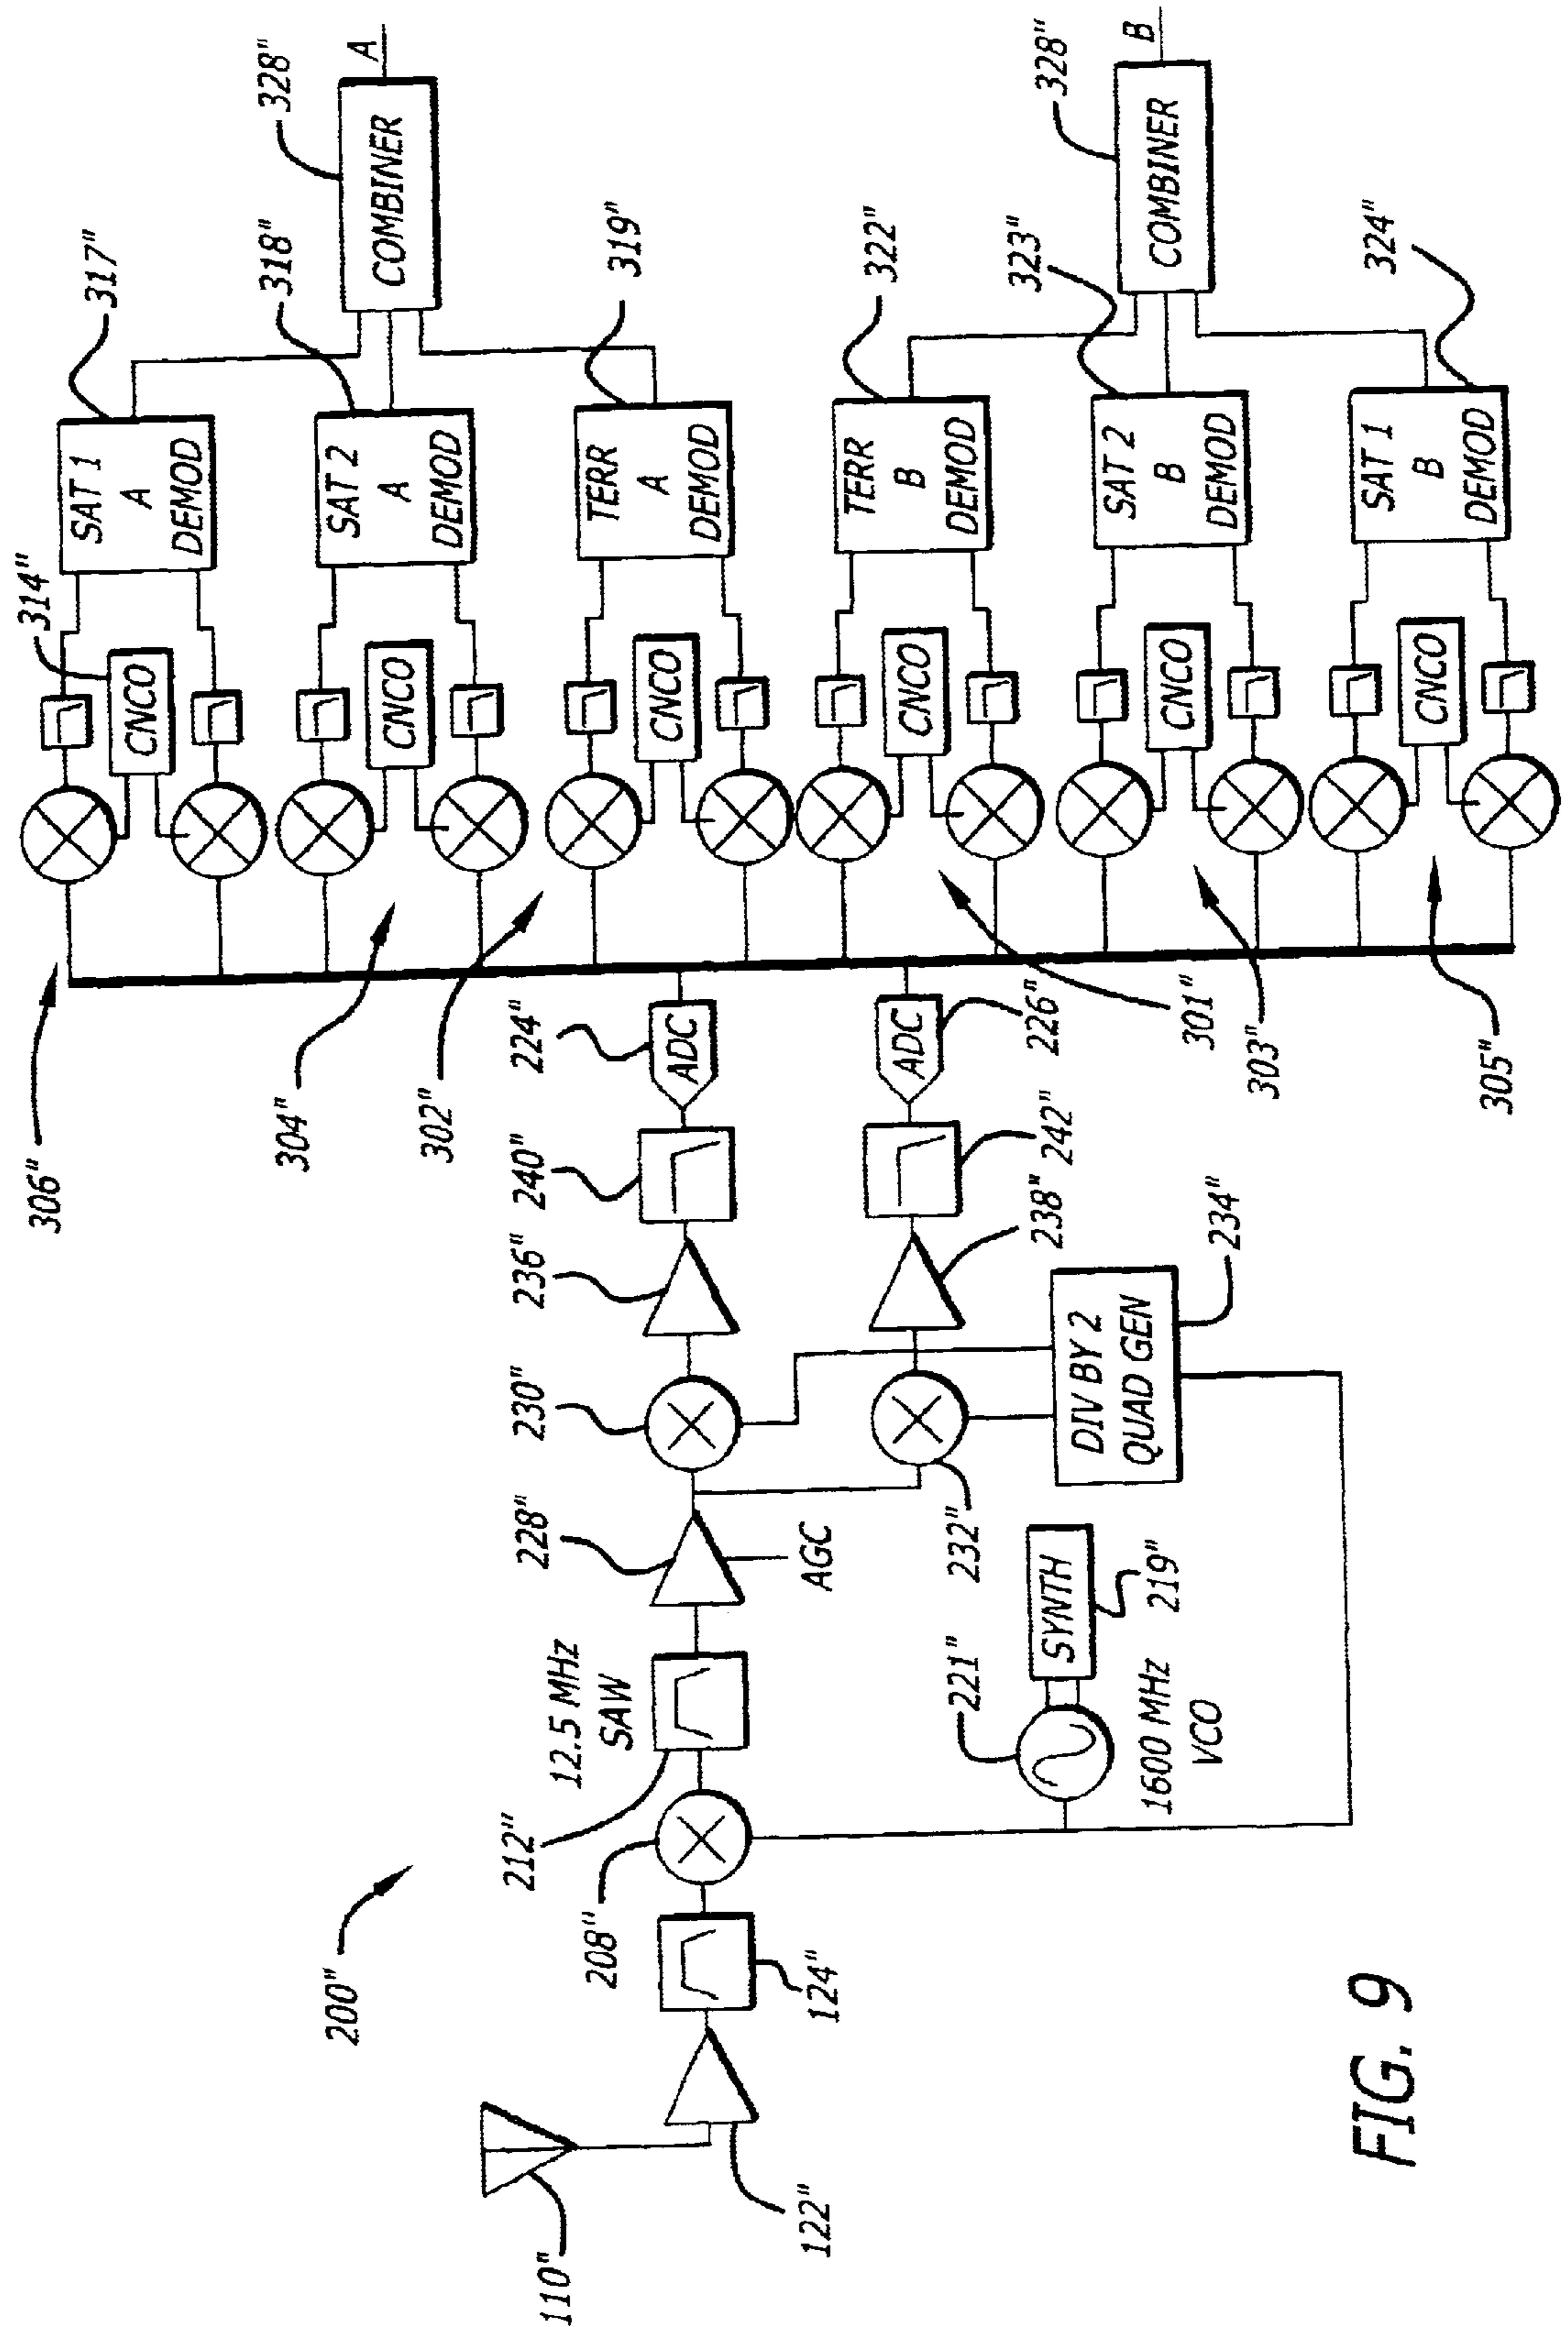 200"
110"
122"
124"
208"
212"
12.5 MHz
SAW
228"
AGC
230"
232"
221"
SYNTH
219"
1600 MHz
VCO
DIV BY 2
QUAD GEN
234"
236"
238"
240"
242"
ADC
224"
ADC
226"
306"
304"
302"
301"
303"
305"
CNCO
314"
CNCO
CNCO
CNCO
CNCO
CNCO
SAT 1
A
DEMOD
317"
SAT 2
A
DEMOD
318"
TERR
A
DEMOD
319"
TERR
B
DEMOD
322"
SAT 2
B
DEMOD
323"
SAT 1
B
DEMOD
324"
COMBINER
328"
A
COMBINER
328"
B
FIG. 9